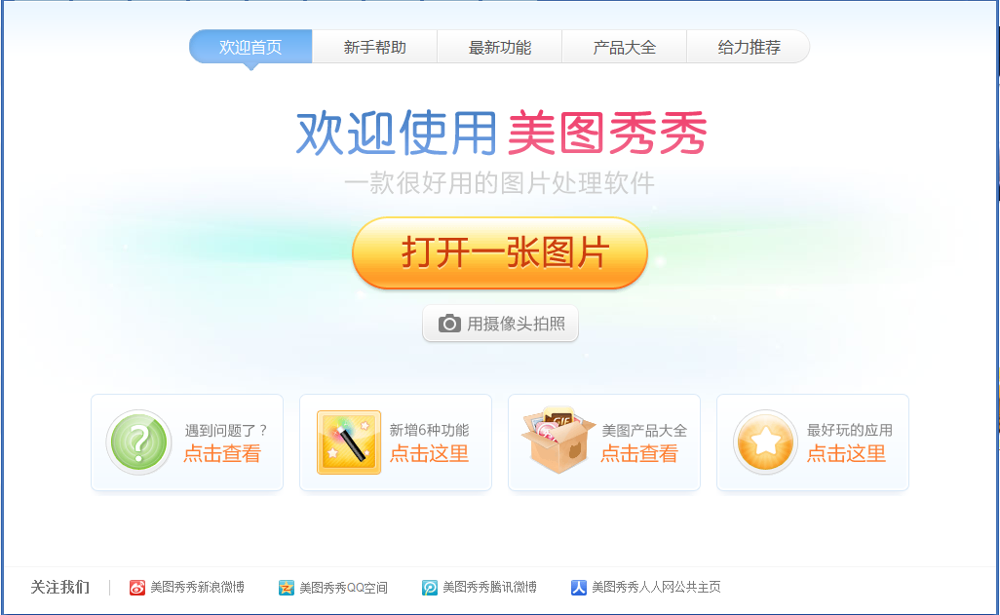 欢迎首页 新手帮助 最新功能 产品大全 给力推荐
欢迎使用 美图秀秀
一款很好用的图片处理软件
打开一张图片
用摄像头拍照
遇到问题了？
点击查看
新增6种功能
点击这里
GIF
美图产品大全
点击查看
最好玩的应用
点击这里
关注我们 美图秀秀新浪微博 美图秀秀QQ空间 美图秀秀腾讯微博 人 美图秀秀人人网公共主页